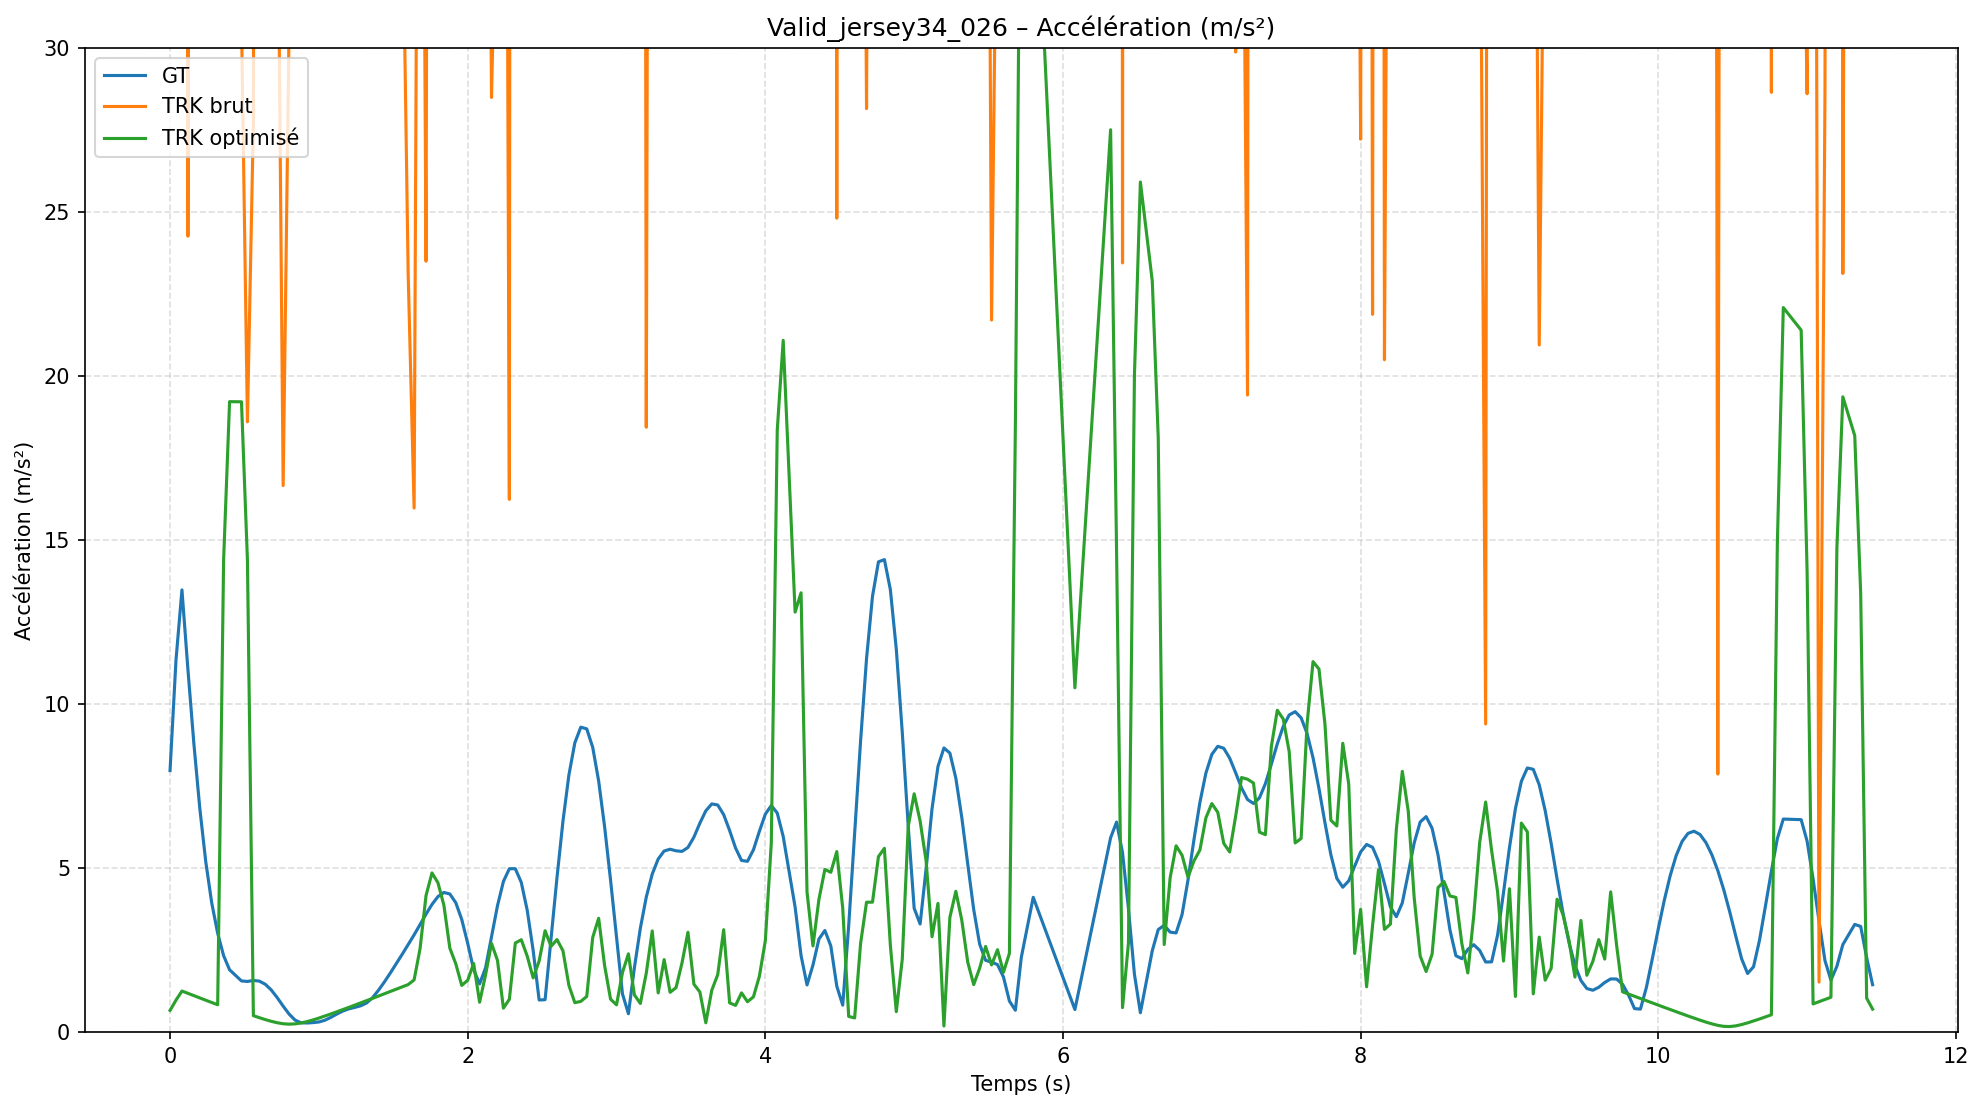 Valid_jersey34_026 – Accélération (m/s²)
GT
TRK brut
TRK optimisé
Accélération (m/s²)
30
25
20
15
10
5
0
0 2 4 6 8 10 12
Temps (s)